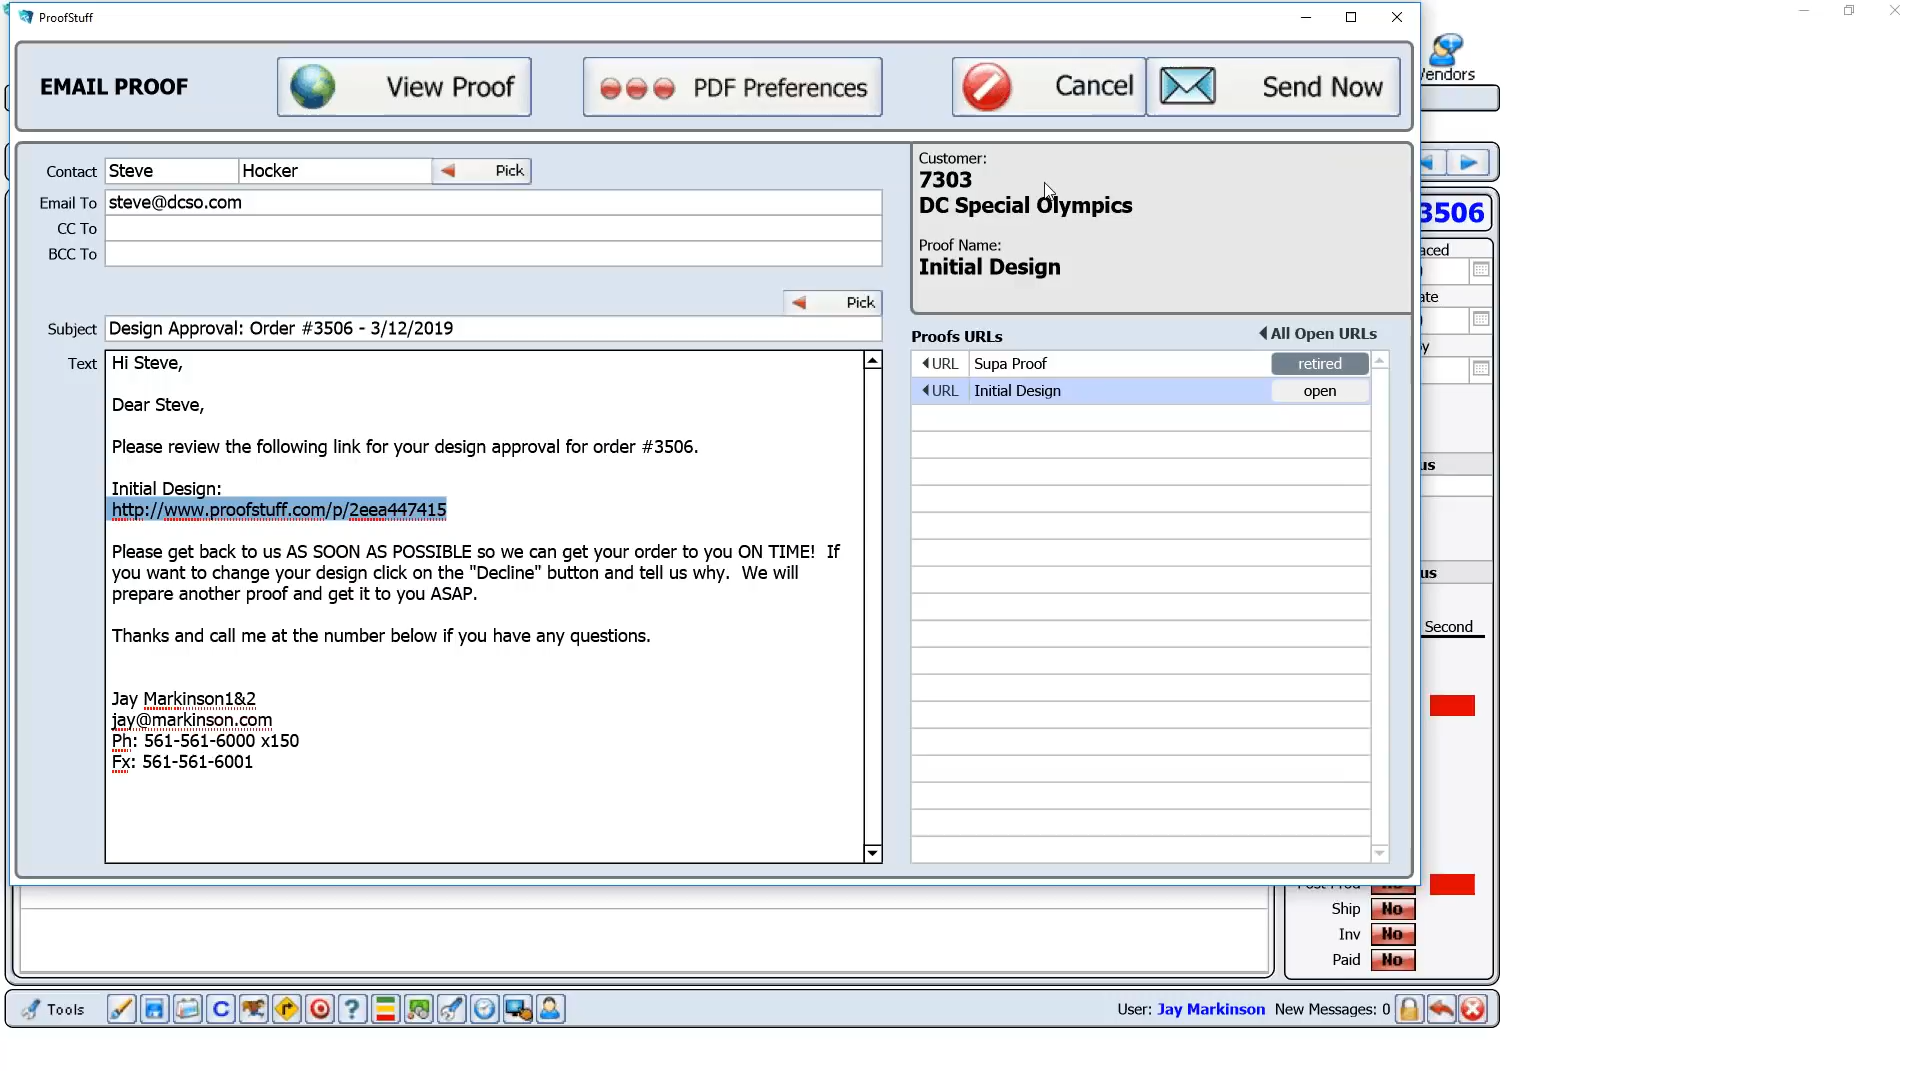 ProofStuff
EMAIL PROOF
View Proof
PDF Preferences
Cancel
Send Now
Contact Steve Hocker Pick
Email To steve@dcso.com
CC To
BCC To
Pick
Subject Design Approval: Order #3506 - 3/12/2019
Text
Hi Steve,
Dear Steve,
Please review the following link for your design approval for order #3506.
Initial Design:
http://www.proofstuff.com/p/2eea447415
Please get back to us AS SOON AS POSSIBLE so we can get your order to you ON TIME!  If
you want to change your design click on the "Decline" button and tell us why.  We will
prepare another proof and get it to you ASAP.
Thanks and call me at the number below if you have any questions.
Jay Markinson1&2
jay@markinson.com
Ph: 561-561-6000 x150
Fx: 561-561-6001
Customer:
7303
DC Special Olympics
Proof Name:
Initial Design
Proofs URLs
All Open URLs
URL Supa Proof retired
URL Initial Design open
Vendors
3506
Second
No
Ship No
Inv No
Paid No
Tools
C
?
User: Jay Markinson New Messages: 0